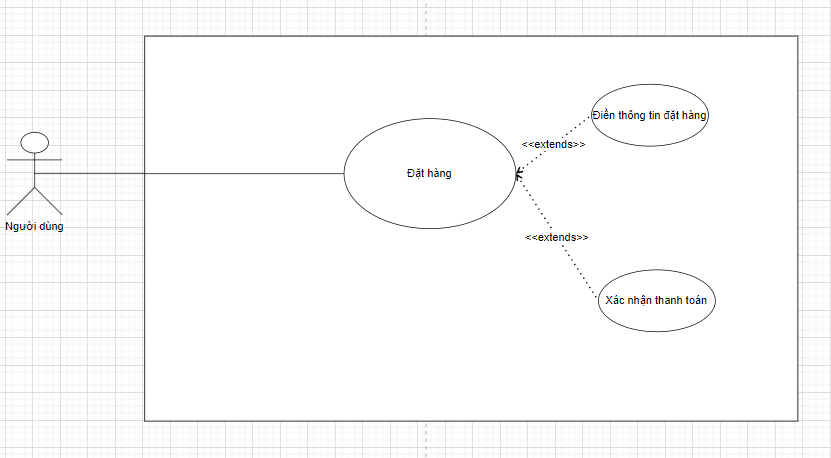 Điền thông tin đặt hàng
<<extends>>
Đặt hàng
Người dùng
<<extends>>
Xác nhận thanh toán